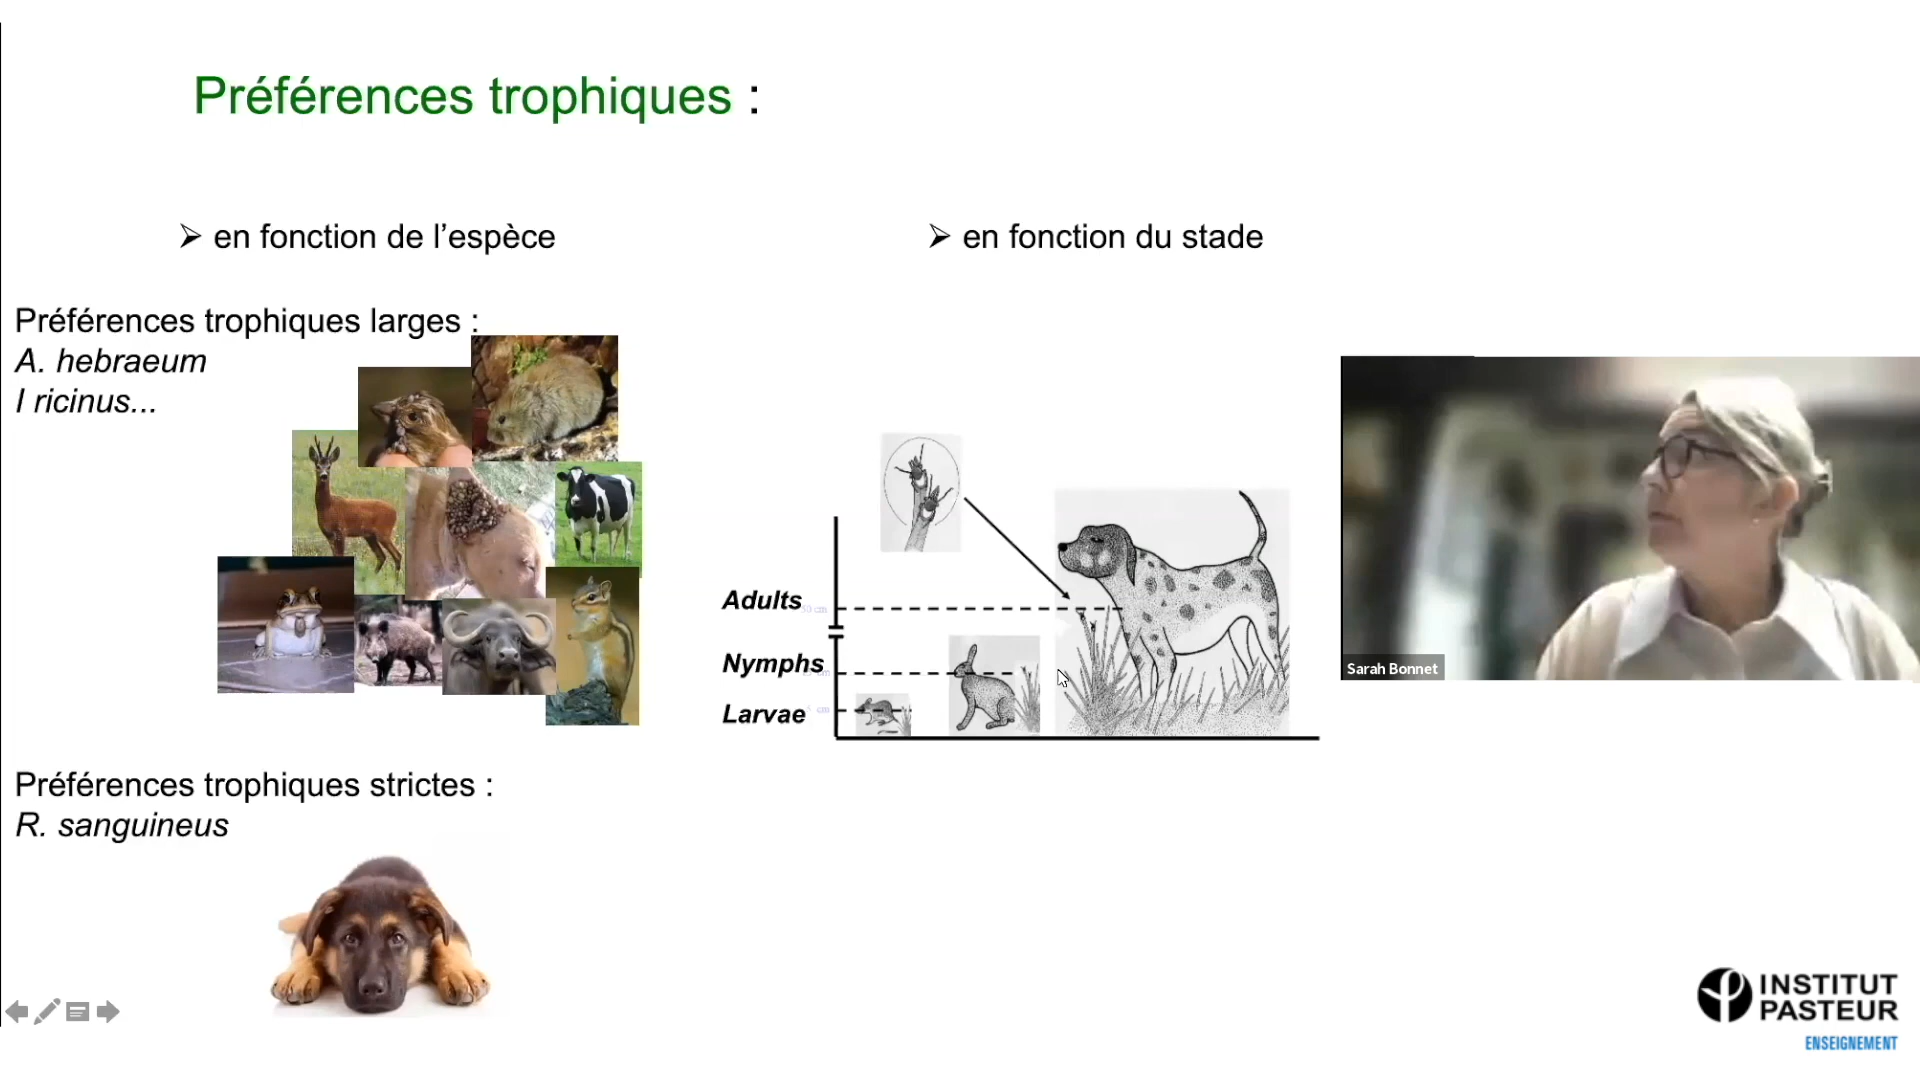 Préférences trophiques :
➢ en fonction de l’espèce
➢ en fonction du stade
Préférences trophiques larges :
A. hebraeum
I ricinus...
Adults
Nymphs
Larvae
Préférences trophiques strictes :
R. sanguineus
Sarah Bonnet
INSTITUT
PASTEUR
ENSEIGNEMENT